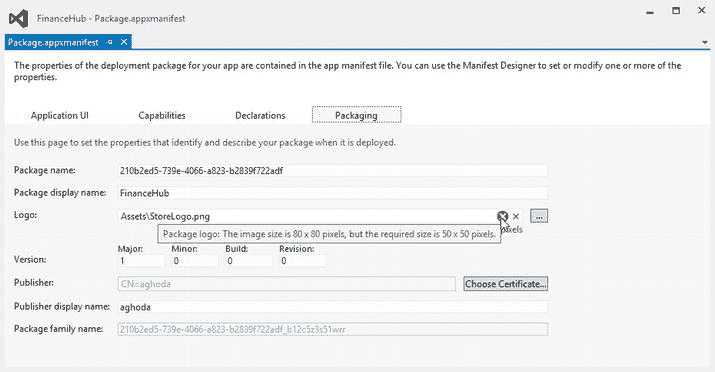 FinanceHub - Package.appxmanifest
Package.appxmanifest
The properties of the deployment package for your app are contained in the app manifest file. You can use the Manifest Designer to set or modify one or more of the
properties.
Application UI Capabilities Declarations Packaging
Use this page to set the properties that identify and describe your package when it is deployed.
Package name: 210b2ed5-739e-4066-a823-b2839f722adf
Package display name: FinanceHub
Logo: Assets\StoreLogo.png ...
pixels
Package logo: The image size is 80 x 80 pixels, but the required size is 50 x 50 pixels.
Major: Minor: Build: Revision:
Version: 1 0 0 0
Publisher: CN=aghoda Choose Certificate...
Publisher display name: aghoda
Package family name: 210b2ed5-739e-4066-a823-b2839f722adf_b12c5z3s51wrr